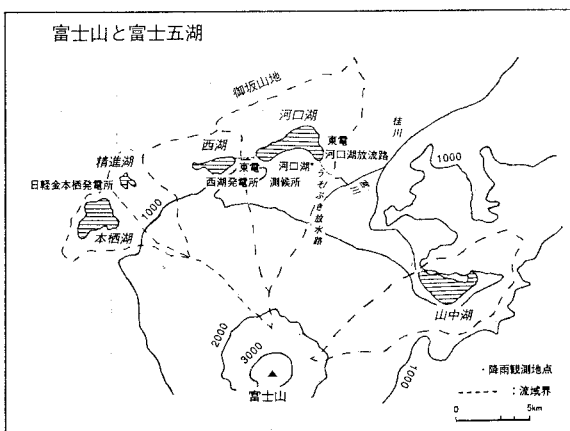 富士山と富士五湖
御坂山地
河口湖
桂川
西湖
東電
河口湖放流路
1000
精進湖
東電
河口湖
日軽金本栖発電所
西湖発電所
測候所
うそぶき放水路
宮川
1000
本栖湖
山中湖
2000
3000
1000
富士山
・降雨観測地点
:流域界
0
5km